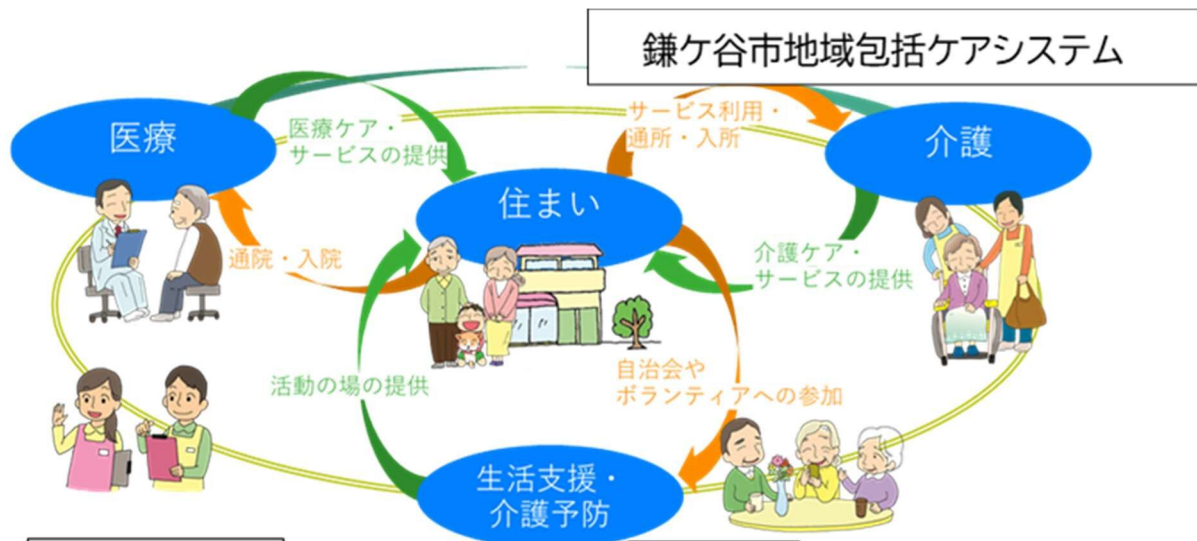 鎌ケ谷市地域包括ケアシステム
医療
医療ケア・
サービスの提供
サービス利用・
通所・入所
介護
住まい
通院・入院
介護ケア・
サービスの提供
活動の場の提供
自治会や
ボランティアへの参加
生活支援・
介護予防